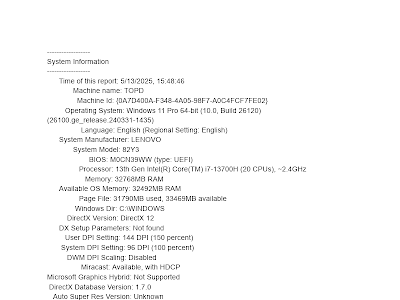 ------------------
System Information
------------------
Time of this report: 5/13/2025, 15:48:46
Machine name: TOPD
Machine Id: {0A7D400A-F348-4A05-98F7-A0C4FCF7FE02}
Operating System: Windows 11 Pro 64-bit (10.0, Build 26120)
(26100.ge_release.240331-1435)
Language: English (Regional Setting: English)
System Manufacturer: LENOVO
System Model: 82Y3
BIOS: M0CN39WW (type: UEFI)
Processor: 13th Gen Intel(R) Core(TM) i7-13700H (20 CPUs), ~2.4GHz
Memory: 32768MB RAM
Available OS Memory: 32492MB RAM
Page File: 31790MB used, 33469MB available
Windows Dir: C:\WINDOWS
DirectX Version: DirectX 12
DX Setup Parameters: Not found
User DPI Setting: 144 DPI (150 percent)
System DPI Setting: 96 DPI (100 percent)
DWM DPI Scaling: Disabled
Miracast: Available, with HDCP
Microsoft Graphics Hybrid: Not Supported
DirectX Database Version: 1.7.0
Auto Super Res Version: Unknown